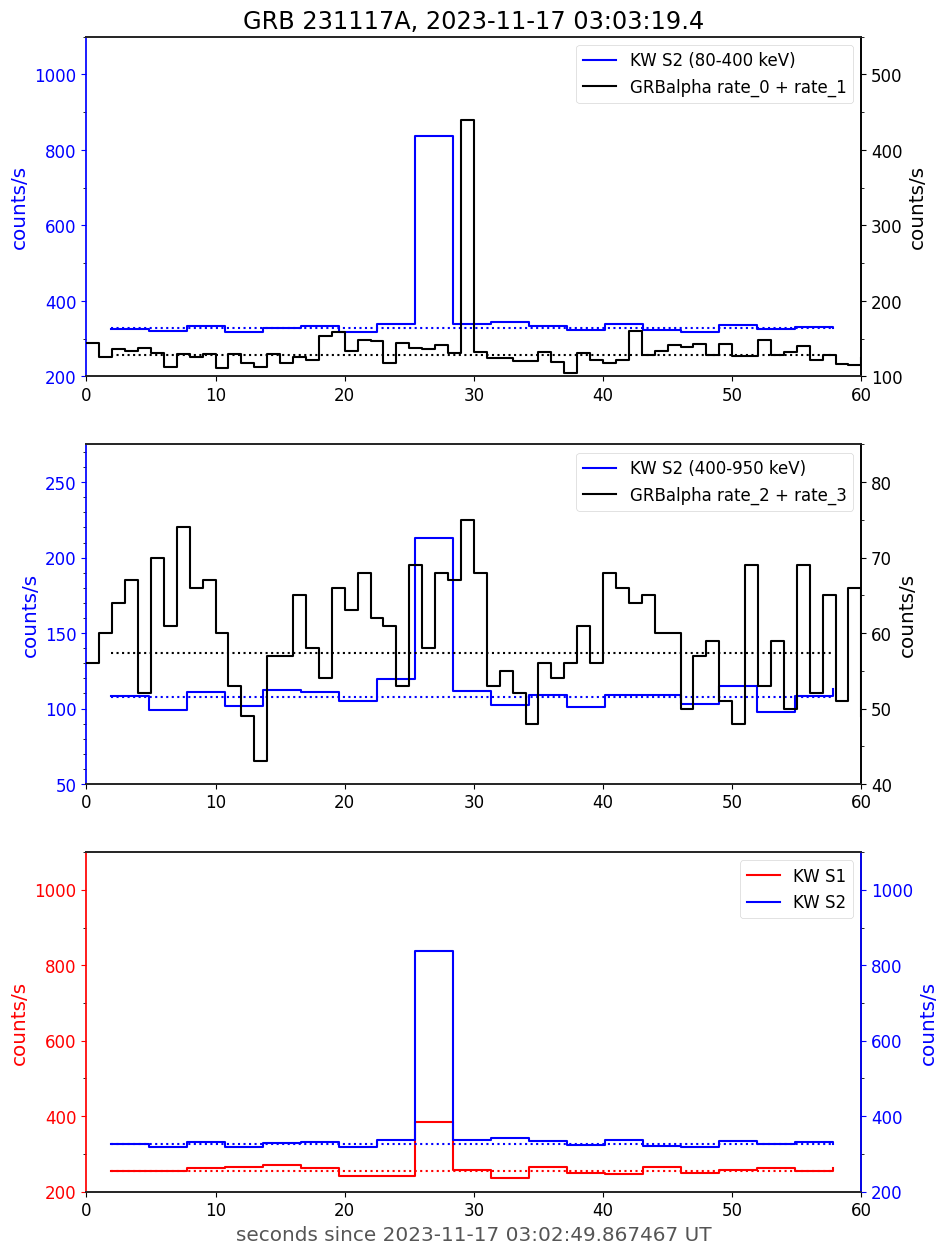 GRB 231117A, 2023-11-17 03:03:19.4
KW S2 (80-400 keV)
GRBalpha rate_0 + rate_1
counts/s
1000
800
600
400
200
500
400
300
200
100
counts/s
0 10 20 30 40 50 60
KW S2 (400-950 keV)
GRBalpha rate_2 + rate_3
counts/s
250
200
150
100
50
80
70
60
50
40
counts/s
0 10 20 30 40 50 60
KW S1
KW S2
counts/s
1000
800
600
400
200
1000
800
600
400
200
counts/s
0 10 20 30 40 50 60
seconds since 2023-11-17 03:02:49.867467 UT